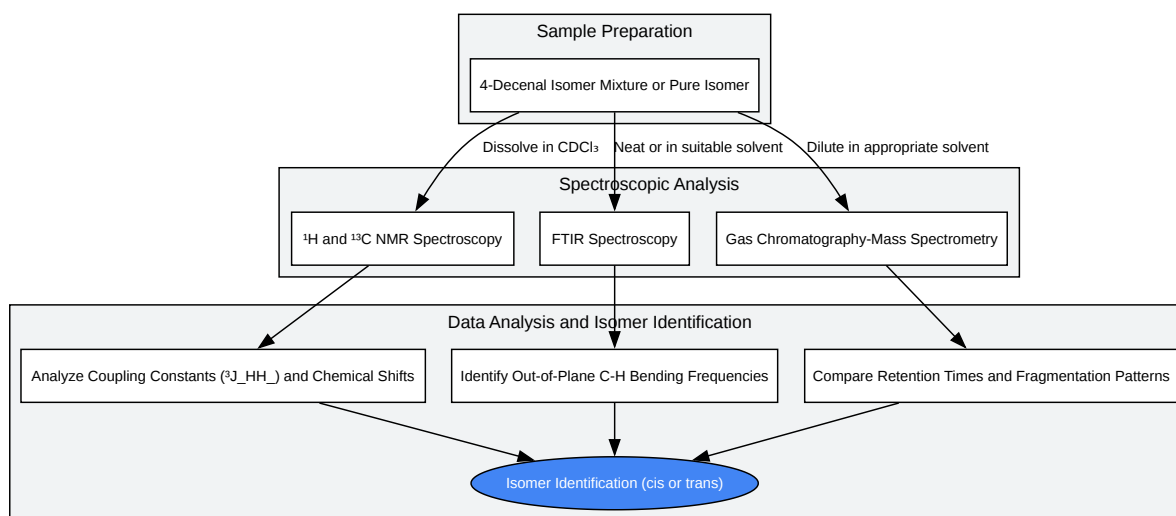 Sample Preparation
4-Decenal Isomer Mixture or Pure Isomer
Dissolve in CDCl₃
Neat or in suitable solvent
Dilute in appropriate solvent
Spectroscopic Analysis
¹H and ¹³C NMR Spectroscopy
FTIR Spectroscopy
Gas Chromatography-Mass Spectrometry
Data Analysis and Isomer Identification
Analyze Coupling Constants (³J_HH_) and Chemical Shifts
Identify Out-of-Plane C-H Bending Frequencies
Compare Retention Times and Fragmentation Patterns
Isomer Identification (cis or trans)